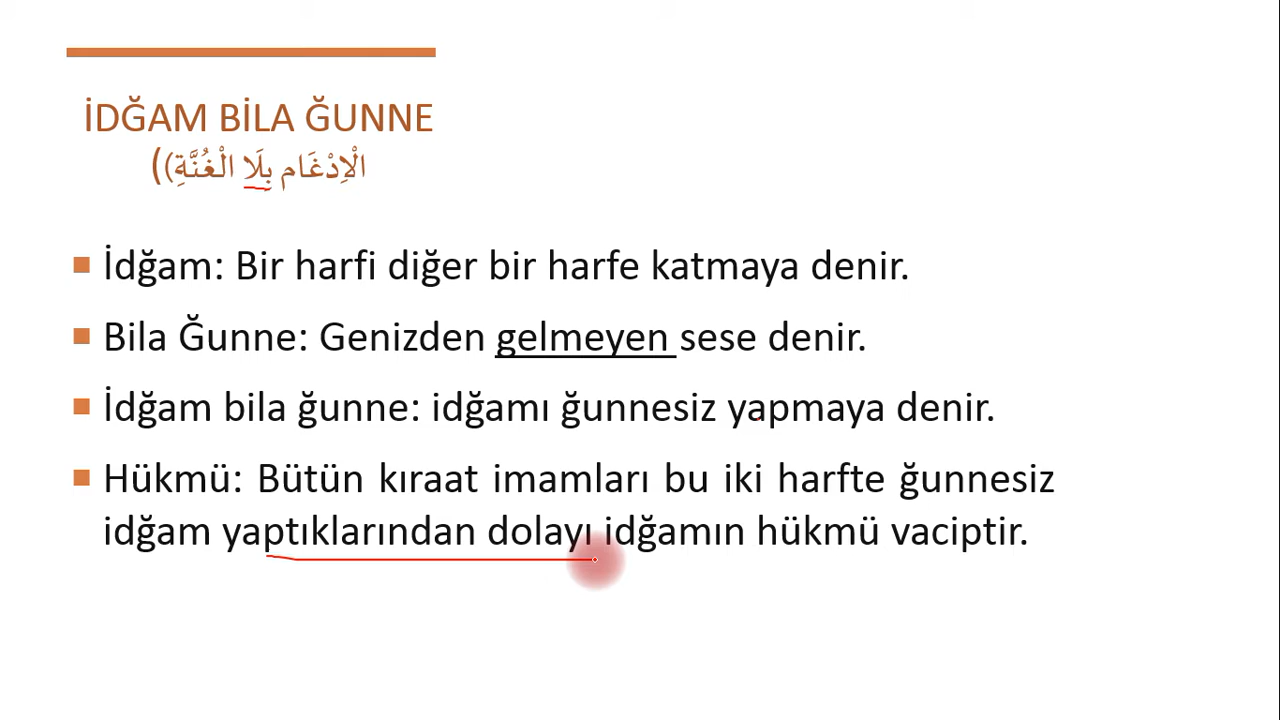 İDĞAM BİLA ĞUNNE
((الْاِدْغَام بِلَا الْغُنَّةِ
İdğam: Bir harfi diğer bir harfe katmaya denir.
Bila Ğunne: Genizden gelmeyen sese denir.
İdğam bila ğunne: idğamı ğunnesiz yapmaya denir.
Hükmü: Bütün kıraat imamları bu iki harfte ğunnesiz
idğam yaptıklarından dolayı idğamın hükmü vaciptir.